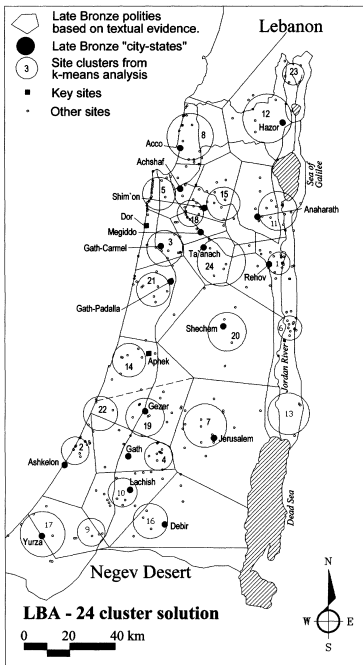 Late Bronze polities
based on textual evidence.
Late Bronze "city-states"
3
Site clusters from
k-means analysis
Key sites
Other sites
Lebanon
23
12
Hazor
8
Acco
Sea of
Galilee
Achshaf
5
15
Shim`on
18
Anaharath
11
Dor
Megiddo
Ta'anach
Gath-Carmel
3
24
1
Rehov
21
Gath-Padalla
Shechem
20
6
Jordan River
Aphek
14
22
Gezer
19
7
13
Jerusalem
2
Gath
4
Ashkelon
Lachish
10
Dead Sea
17
9
16
Debir
Yurza
Negev Desert
N
W
E
S
LBA - 24 cluster solution
0
20
40 km